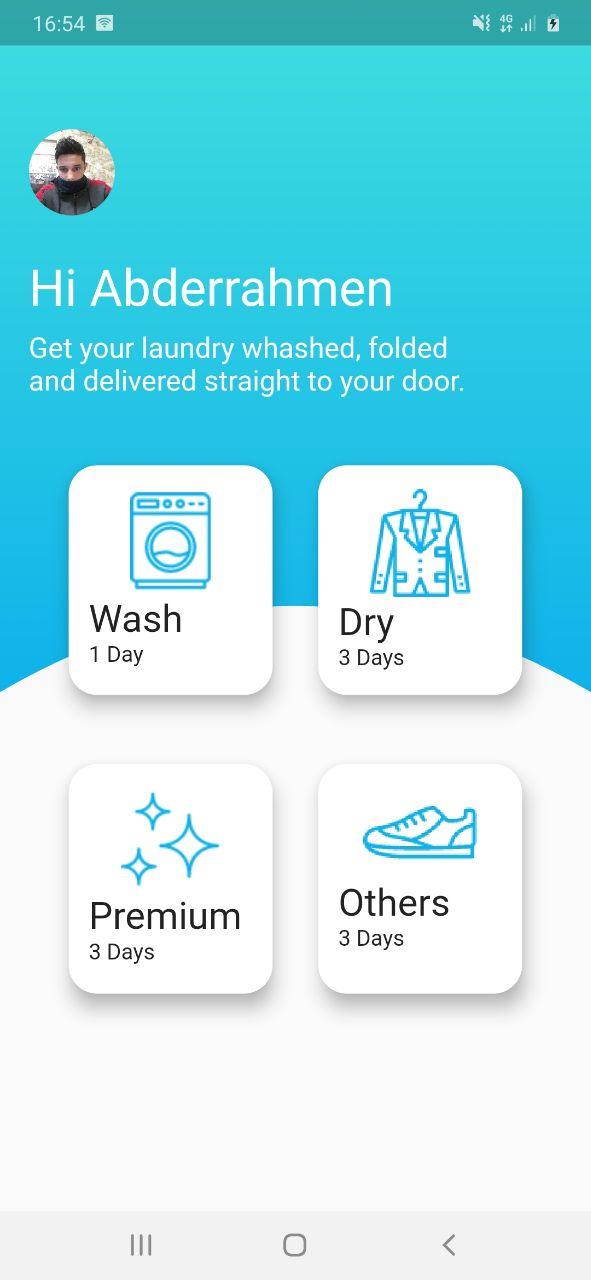 16:54
4G
Hi Abderrahmen
Get your laundry whashed, folded
and delivered straight to your door.
Wash
1 Day
Dry
3 Days
Premium
3 Days
Others
3 Days